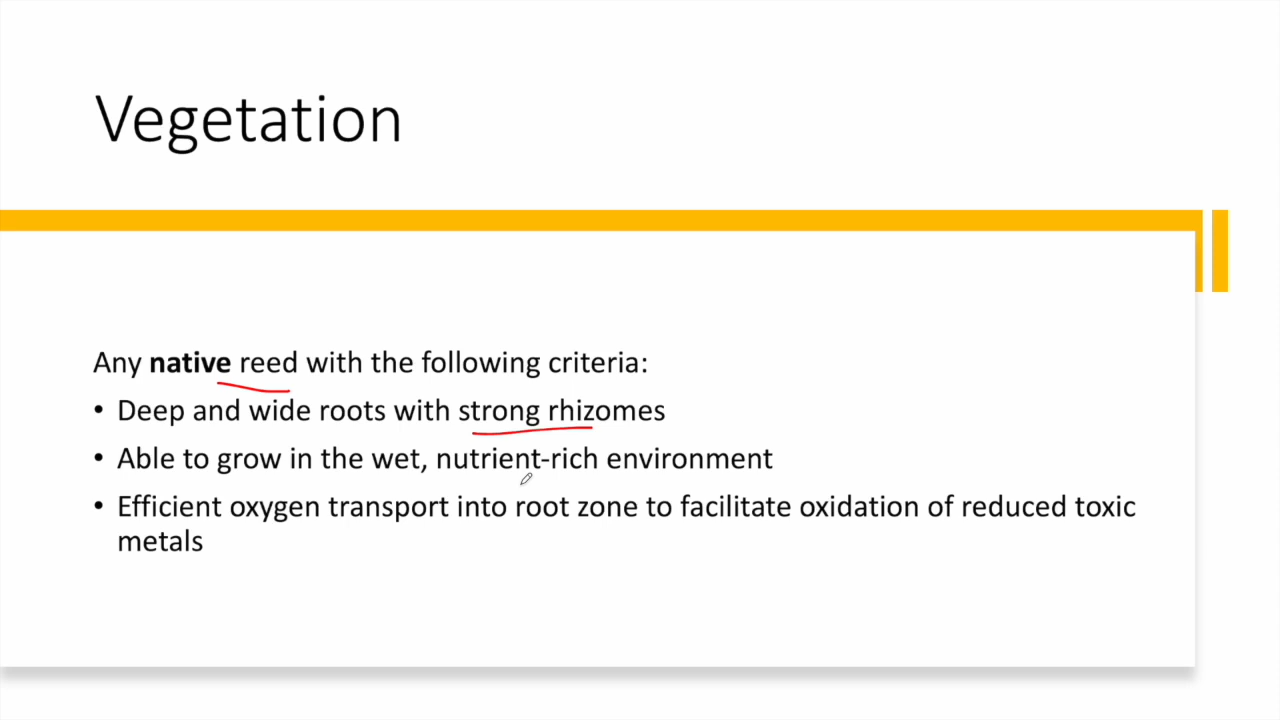 Vegetation
Any native reed with the following criteria:
• Deep and wide roots with strong rhizomes
• Able to grow in the wet, nutrient-rich environment
• Efficient oxygen transport into root zone to facilitate oxidation of reduced toxic
metals